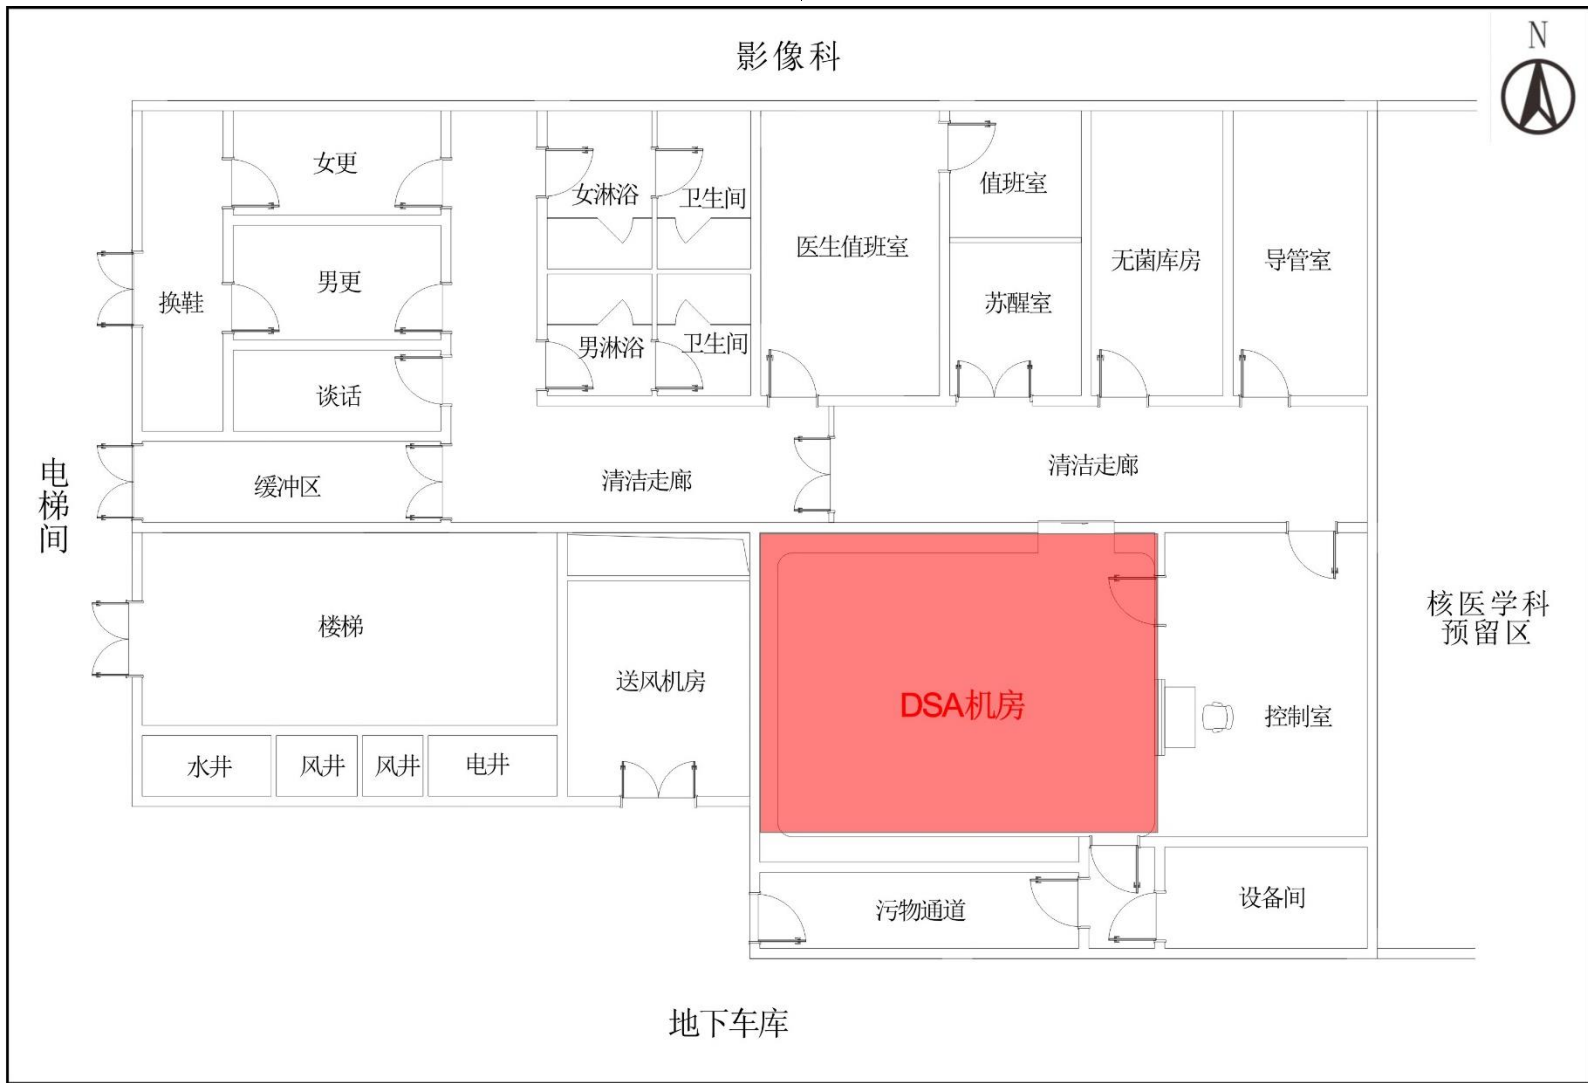 影像科
N
女更
女淋浴
卫生间
值班室
医生值班室
无菌库房
导管室
换鞋
男更
苏醒室
男淋浴
卫生间
谈话
电梯间
缓冲区
清洁走廊
清洁走廊
楼梯
送风机房
DSA机房
控制室
核医学科
预留区
水井
风井
风井
电井
污物通道
设备间
地下车库